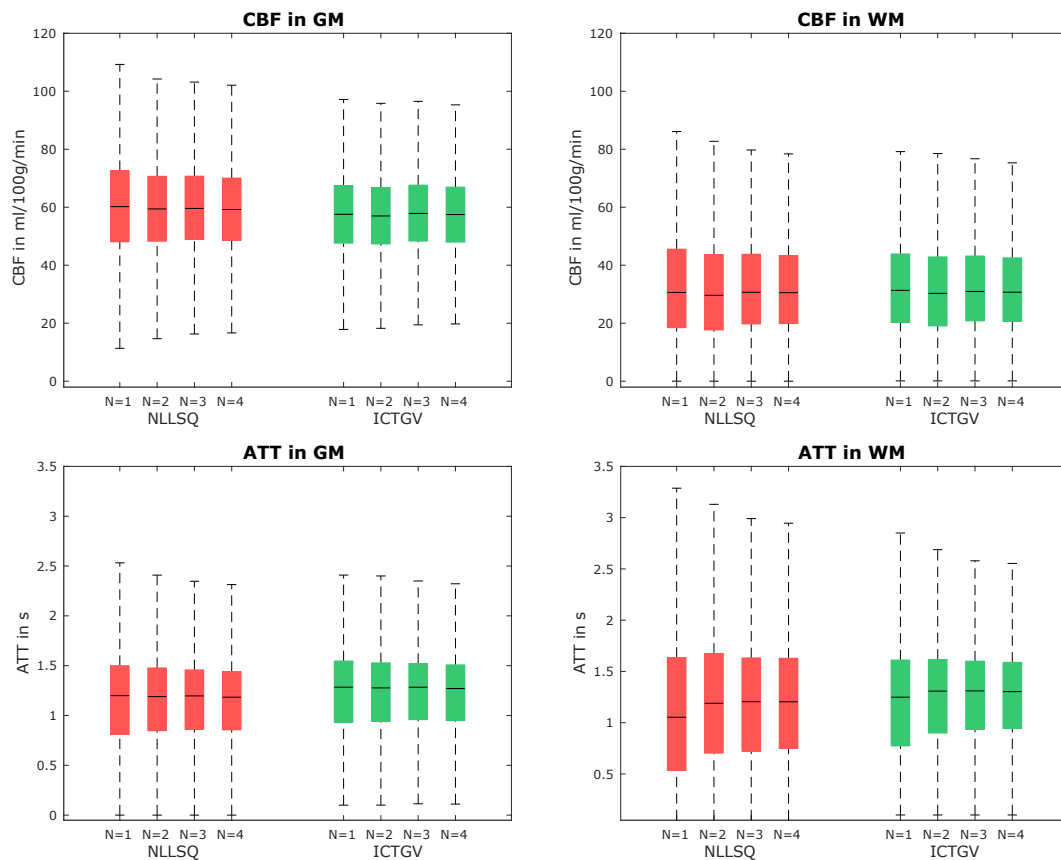 CBF in GM
120
100
80
60
40
20
0
CBF in ml/100g/min
N=1 N=2 N=3 N=4 N=1 N=2 N=3 N=4
NLLSQ ICTGV
CBF in WM
120
100
80
60
40
20
0
CBF in ml/100g/min
N=1 N=2 N=3 N=4 N=1 N=2 N=3 N=4
NLLSQ ICTGV
ATT in GM
3.5
3
2.5
2
1.5
1
0.5
0
ATT in s
N=1 N=2 N=3 N=4 N=1 N=2 N=3 N=4
NLLSQ ICTGV
ATT in WM
3.5
3
2.5
2
1.5
1
0.5
ATT in s
N=1 N=2 N=3 N=4 N=1 N=2 N=3 N=4
NLLSQ ICTGV